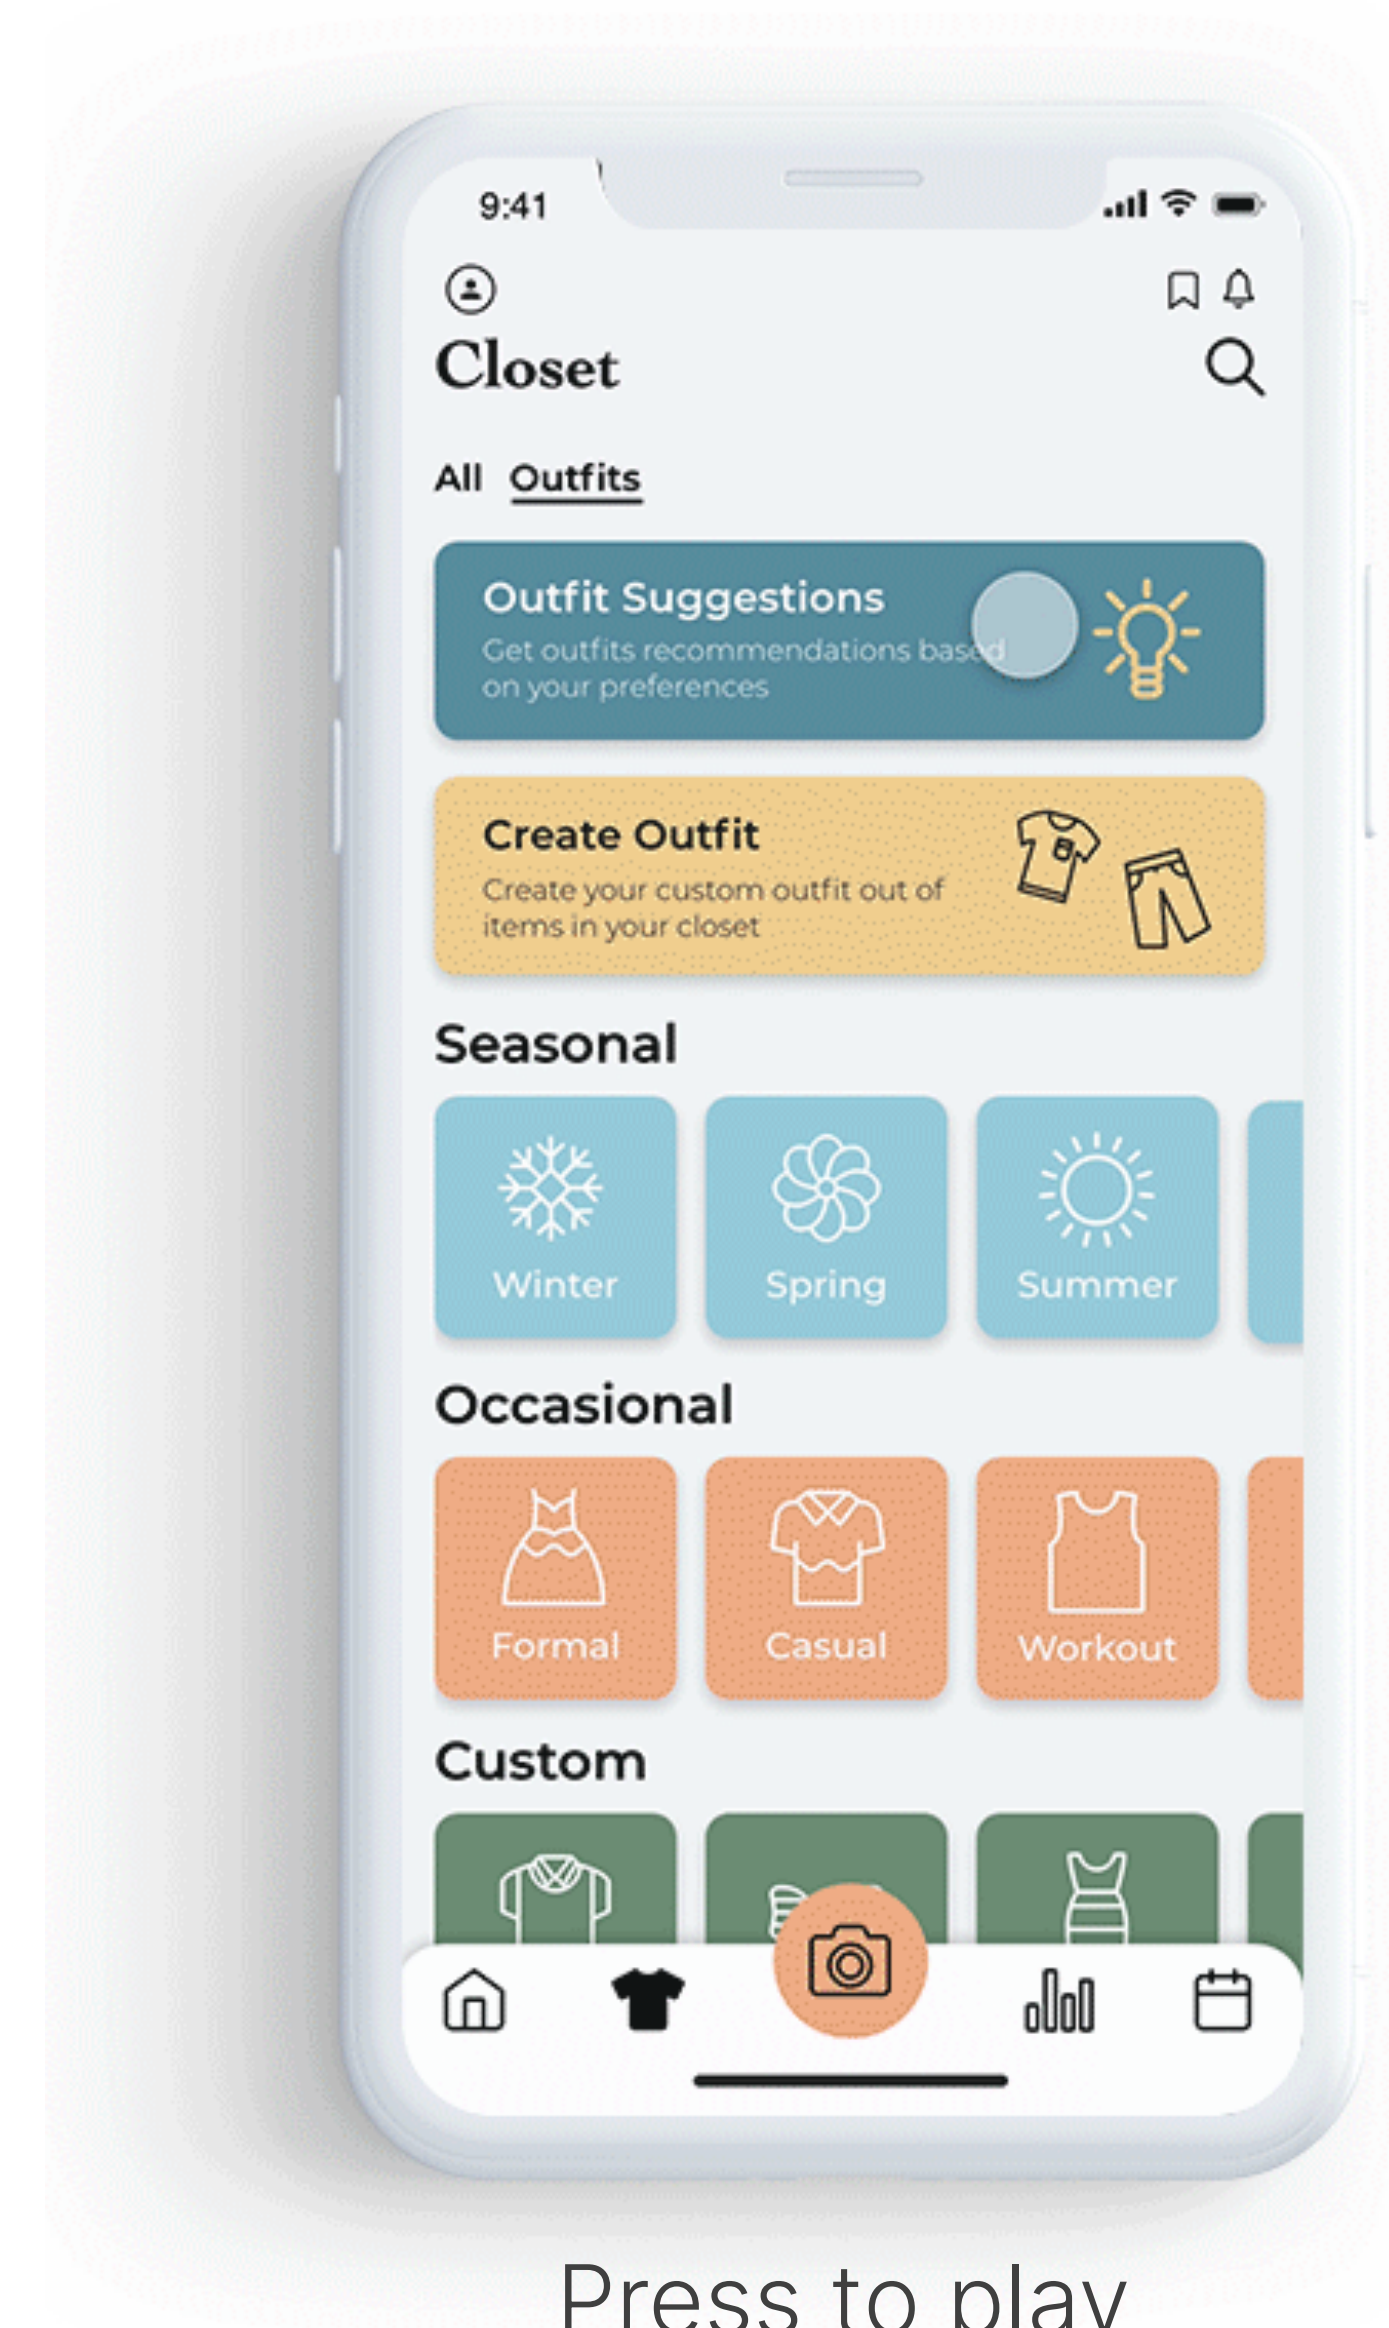 9:41
Closet
All Outfits
Outfit Suggestions
Get outfits recommendations based
on your preferences
Create Outfit
Create your custom outfit out of
items in your closet
Seasonal
Winter Spring Summer
Occasional
Formal Casual Workout
Custom
Press to play